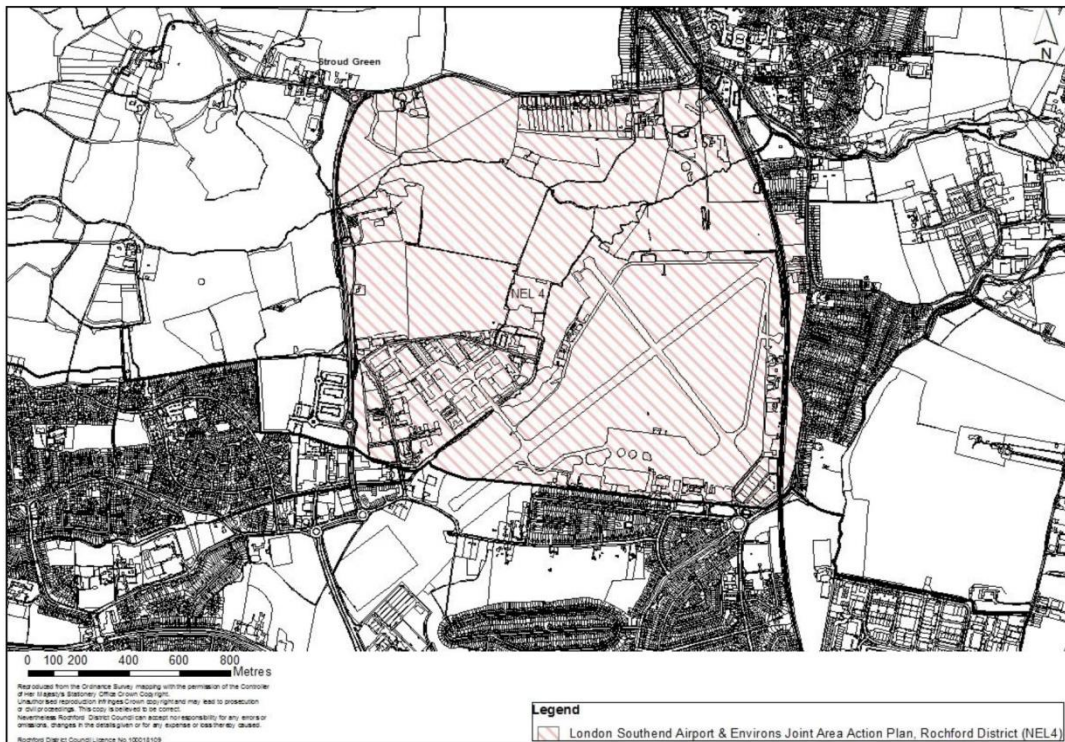 Stroud Green
N
NEL 4
0 100 200 400 600 800
Metres
Reproduced from the Ordnance Survey mapping with the permission of the Controller
of Her Majesty's Stationery Office Crown Copyright.
Unauthorised reproduction infringes Crown copyright and may lead to prosecution
or civil proceedings. This copy is believed to be correct.
Nevertheless Rochford District Council can accept no responsibility for any errors or
omissions, changes in the details given or for any expense or loss thereby caused.
Rochford District Council Licence No. 100018109
Legend
London Southend Airport & Environs Joint Area Action Plan, Rochford District (NEL4)